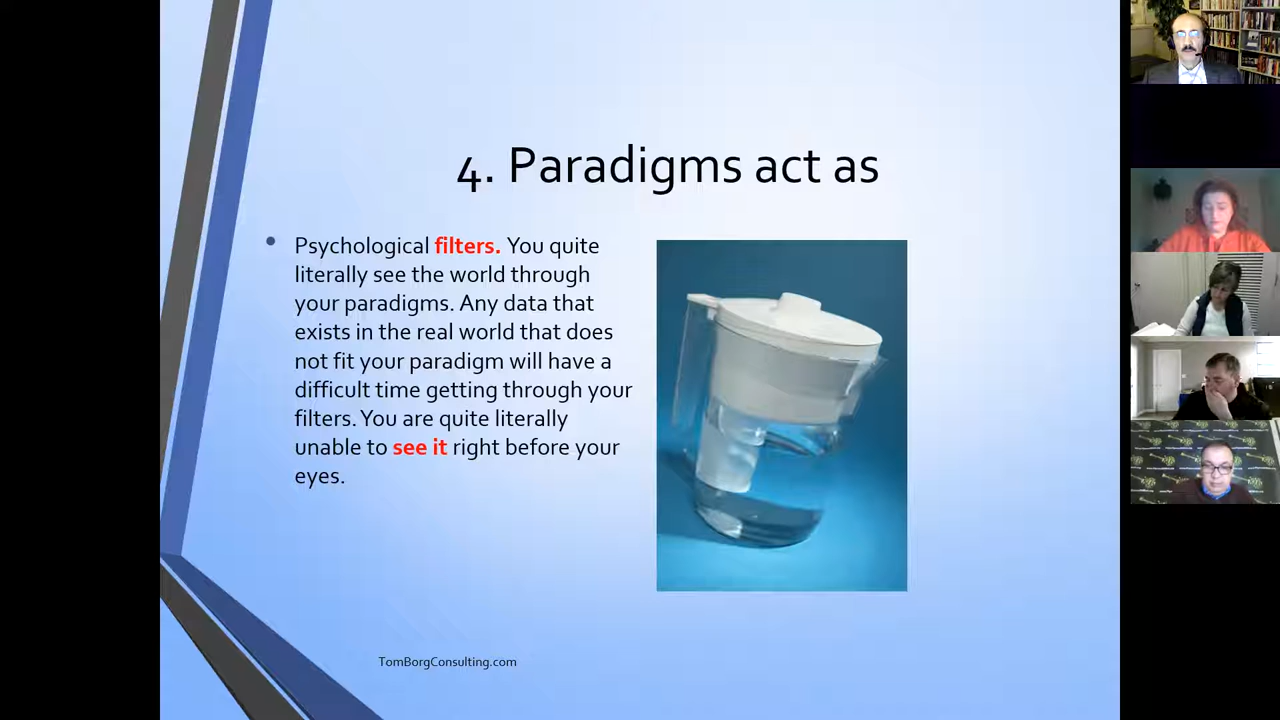 4. Paradigms act as
• Psychological filters. You quite
literally see the world through
your paradigms. Any data that
exists in the real world that does
not fit your paradigm will have a
difficult time getting through your
filters. You are quite literally
unable to see it right before your
eyes.
TomBorgConsulting.com